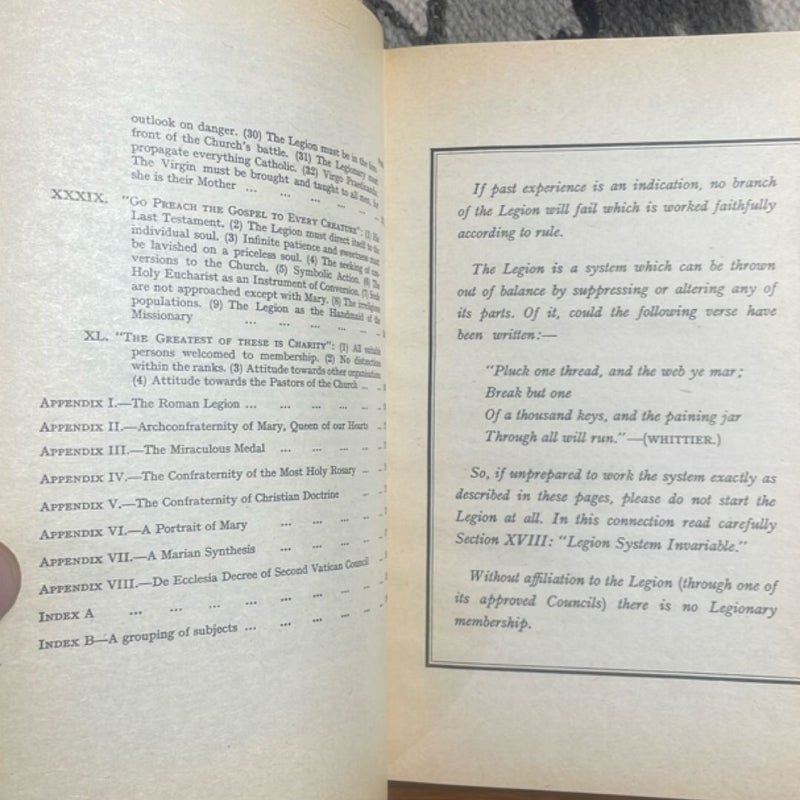 outlook on danger. (30) The Legion must be in the fore-
front of the Church's battle. (31) The Legionary must
propagate everything Catholic. (32) Virgo Praedicanda:
The Virgin must be brought and taught to all men, for
she is their Mother ... ... ... ... ...
XXXIX. "GO PREACH THE GOSPEL TO EVERY CREATURE": (1) His
Last Testament. (2) The Legion must direct itself to the
individual soul. (3) Infinite patience and sweetness must
be lavished on a priceless soul. (4) The seeking of con-
versions to the Church. (5) Symbolic Action. (6) The
Holy Eucharist as an Instrument of Conversion. (7) Souls
are not approached except with Mary. (8) The irreligious
populations. (9) The Legion as the Handmaid of the
Missionary ... ... ... ... ...
XL. "THE GREATEST OF THESE IS CHARITY": (1) All suitable
persons welcomed to membership. (2) No distinction
within the ranks. (3) Attitude towards other organisations
(4) Attitude towards the Pastors of the Church ...
APPENDIX I.—The Roman Legion ... ... ... ...
APPENDIX II.—Archconfraternity of Mary, Queen of our Hearts
APPENDIX III.—The Miraculous Medal ... ... ...
APPENDIX IV.—The Confraternity of the Most Holy Rosary ...
APPENDIX V.—The Confraternity of Christian Doctrine ...
APPENDIX VI.—A Portrait of Mary ... ... ...
APPENDIX VII.—A Marian Synthesis ... ... ...
APPENDIX VIII.—De Ecclesia Decree of Second Vatican Council
INDEX A ... ... ... ... ... ...
INDEX B—A grouping of subjects ... ... ... ...
If past experience is an indication, no branch
of the Legion will fail which is worked faithfully
according to rule.
The Legion is a system which can be thrown
out of balance by suppressing or altering any of
its parts. Of it, could the following verse have
been written:—
"Pluck one thread, and the web ye mar;
Break but one
Of a thousand keys, and the paining jar
Through all will run."—(WHITTIER.)
So, if unprepared to work the system exactly as
described in these pages, please do not start the
Legion at all. In this connection read carefully
Section XVIII: "Legion System Invariable."
Without affiliation to the Legion (through one of
its approved Councils) there is no Legionary
membership.